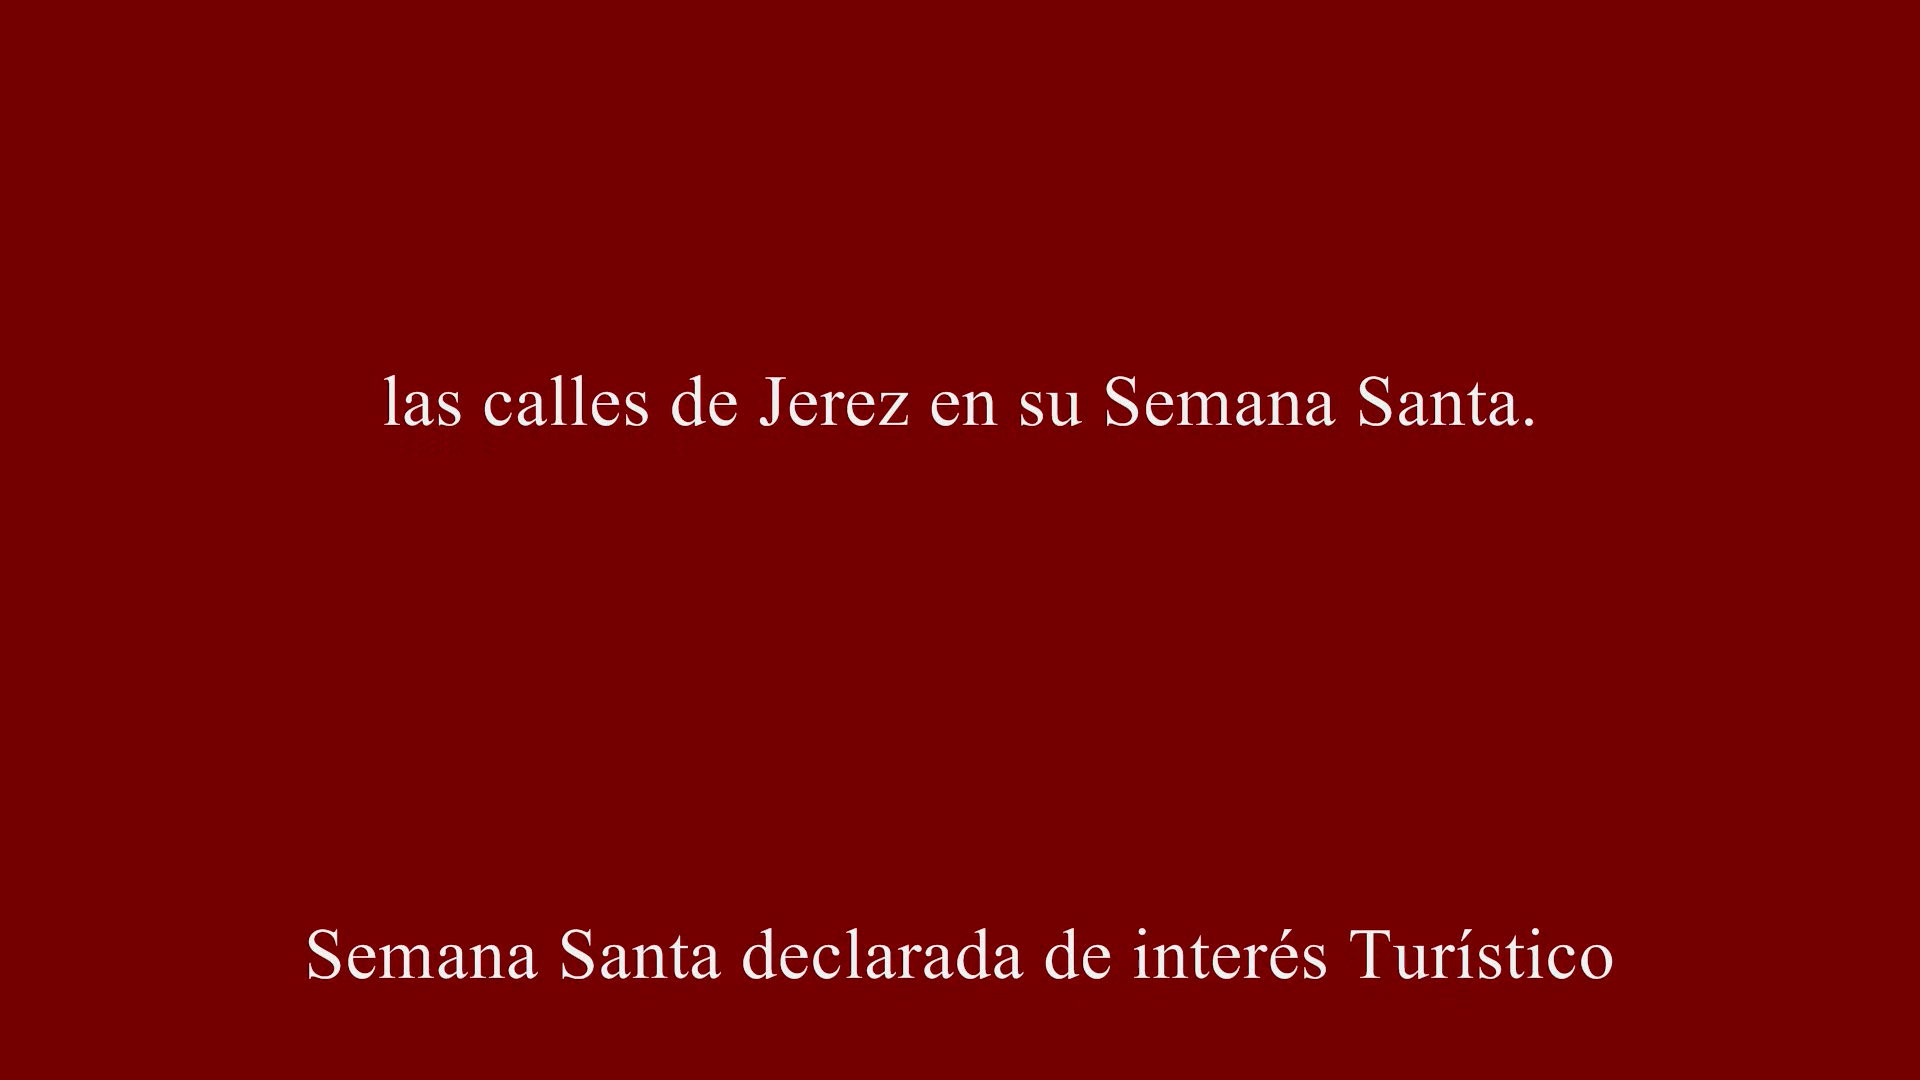 las calles de Jerez en su Semana Santa.
Semana Santa declarada de interés Turístico